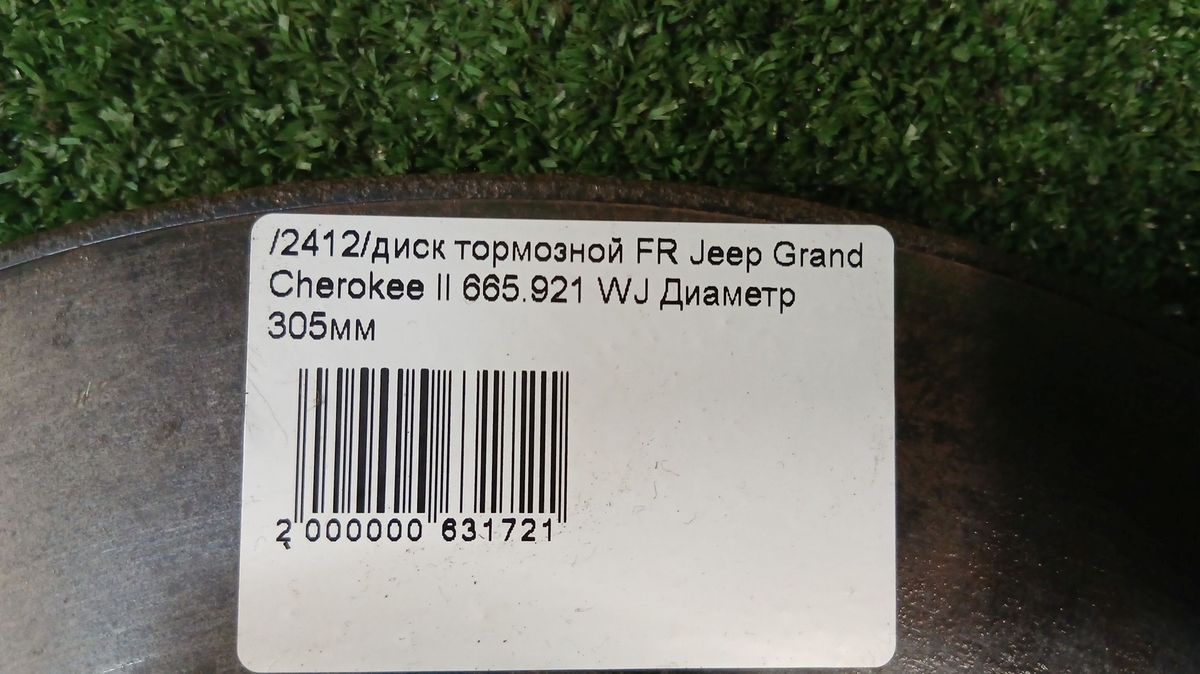 /2412/диск тормозной FR Jeep Grand
Cherokee II 665.921 WJ Диаметр
305мм
2 000000 631721